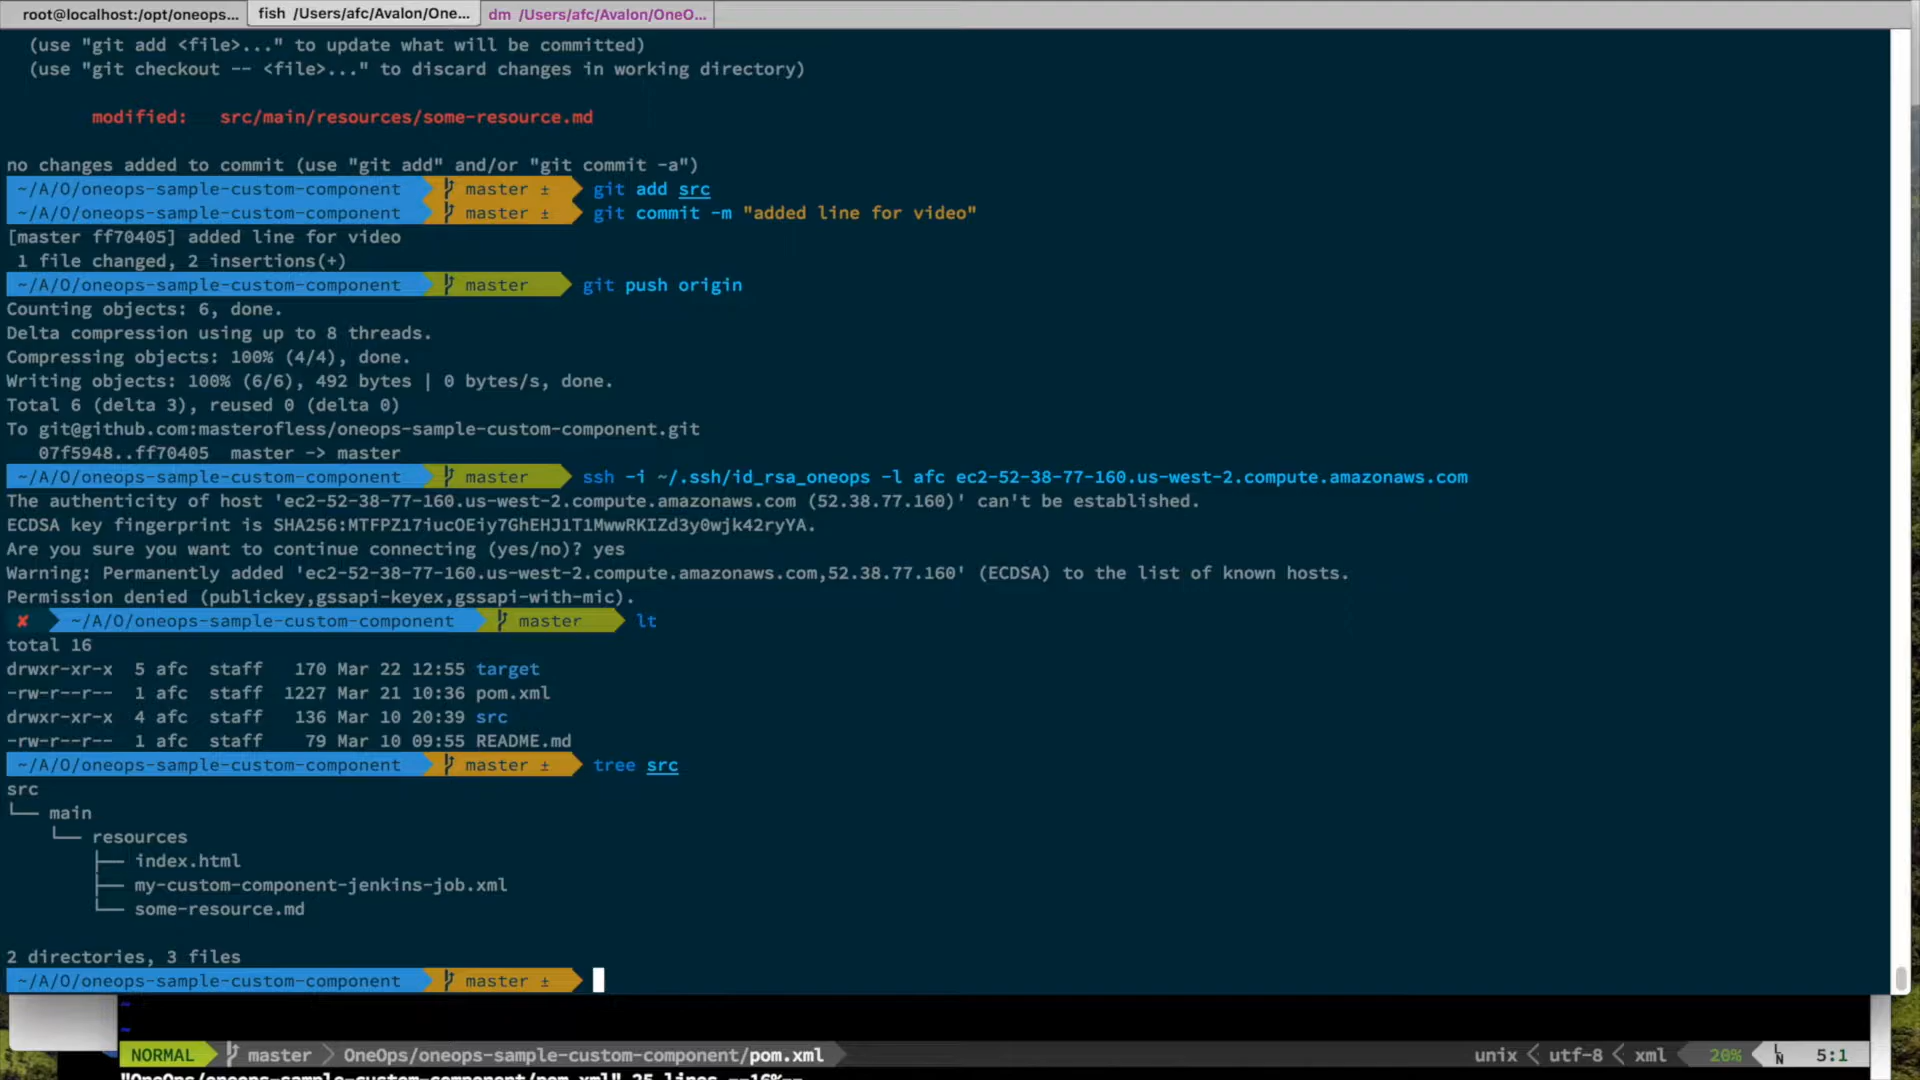 root@localhost:/opt/oneops... fish /Users/afc/Avalon/One... dm /Users/afc/Avalon/OneO...
(use "git add <file>..." to update what will be committed)
(use "git checkout -- <file>..." to discard changes in working directory)
modified: src/main/resources/some-resource.md
no changes added to commit (use "git add" and/or "git commit -a")
~/A/O/oneops-sample-custom-component master ± git add src
~/A/O/oneops-sample-custom-component master ± git commit -m "added line for video"
[master ff70405] added line for video
1 file changed, 2 insertions(+)
~/A/O/oneops-sample-custom-component master git push origin
Counting objects: 6, done.
Delta compression using up to 8 threads.
Compressing objects: 100% (4/4), done.
Writing objects: 100% (6/6), 492 bytes | 0 bytes/s, done.
Total 6 (delta 3), reused 0 (delta 0)
To git@github.com:masterofless/oneops-sample-custom-component.git
07f5948..ff70405 master -> master
~/A/O/oneops-sample-custom-component master ssh -i ~/.ssh/id_rsa_oneops -l afc ec2-52-38-77-160.us-west-2.compute.amazonaws.com
The authenticity of host 'ec2-52-38-77-160.us-west-2.compute.amazonaws.com (52.38.77.160)' can't be established.
ECDSA key fingerprint is SHA256:MTFPZ17iucOEiy7GhEHJ1T1MwwRKIZd3y0wjk42ryYA.
Are you sure you want to continue connecting (yes/no)? yes
Warning: Permanently added 'ec2-52-38-77-160.us-west-2.compute.amazonaws.com,52.38.77.160' (ECDSA) to the list of known hosts.
Permission denied (publickey,gssapi-keyex,gssapi-with-mic).
✘ ~/A/O/oneops-sample-custom-component master lt
total 16
drwxr-xr-x 5 afc staff 170 Mar 22 12:55 target
-rw-r--r-- 1 afc staff 1227 Mar 21 10:36 pom.xml
drwxr-xr-x 4 afc staff 136 Mar 10 20:39 src
-rw-r--r-- 1 afc staff 79 Mar 10 09:55 README.md
~/A/O/oneops-sample-custom-component master ± tree src
src
└── main
└── resources
├── index.html
├── my-custom-component-jenkins-job.xml
└── some-resource.md
2 directories, 3 files
~/A/O/oneops-sample-custom-component master ±
~
~
NORMAL master OneOps/oneops-sample-custom-component/pom.xml unix utf-8 xml 20% LN 5:1
"OneOps/oneops-sample-custom-component/pom.xml" 25 lines --16%--